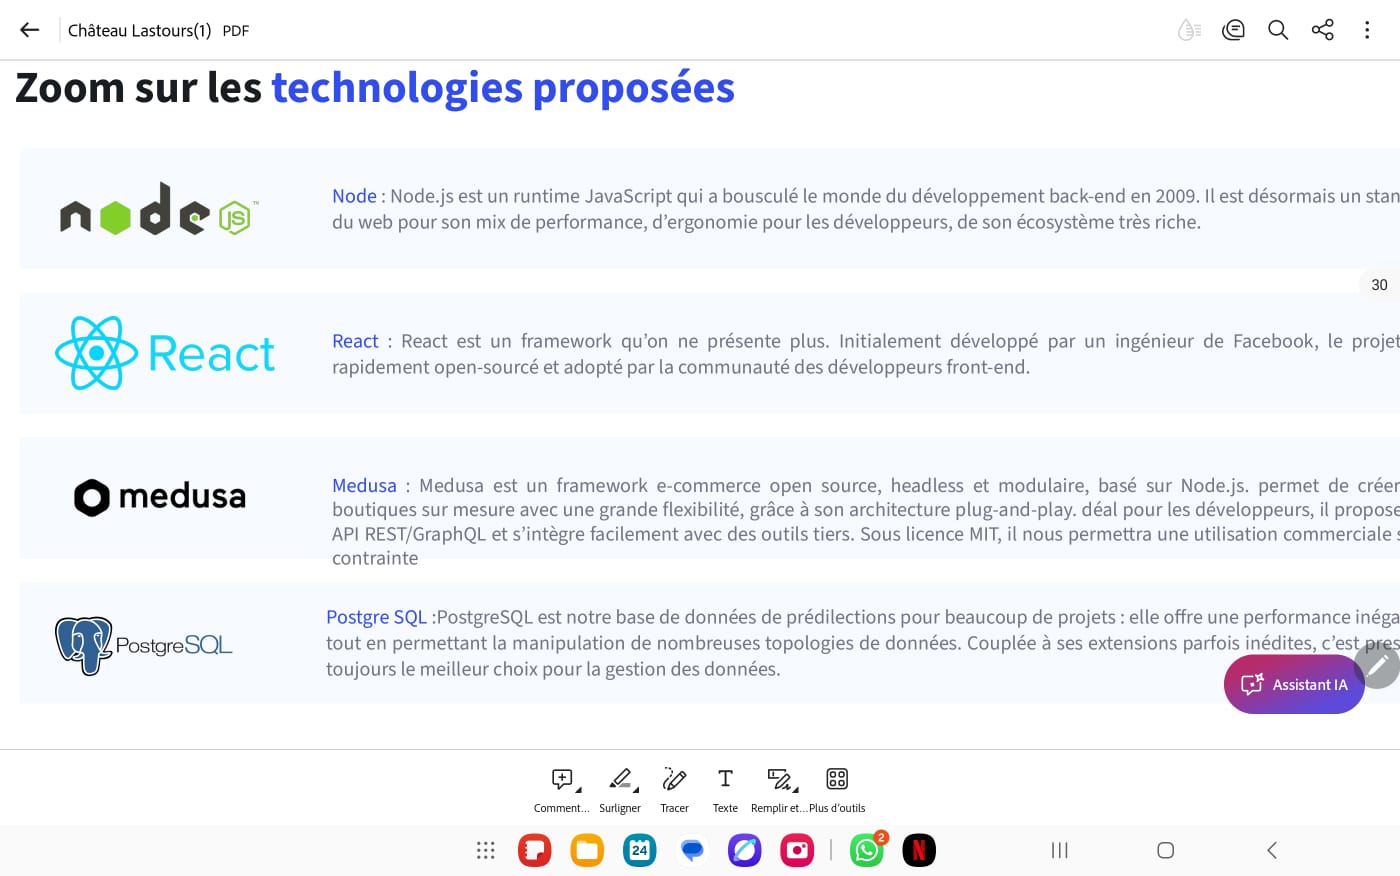 Château Lastours(1) PDF
Zoom sur les technologies proposées
node JS ™
Node : Node.js est un runtime JavaScript qui a bousculé le monde du développement back-end en 2009. Il est désormais un stan
du web pour son mix de performance, d’ergonomie pour les développeurs, de son écosystème très riche.
30
React
React : React est un framework qu’on ne présente plus. Initialement développé par un ingénieur de Facebook, le projet
rapidement open-sourcé et adopté par la communauté des développeurs front-end.
medusa
Medusa : Medusa est un framework e-commerce open source, headless et modulaire, basé sur Node.js. permet de créer
boutiques sur mesure avec une grande flexibilité, grâce à son architecture plug-and-play. déal pour les développeurs, il propose
API REST/GraphQL et s’intègre facilement avec des outils tiers. Sous licence MIT, il nous permettra une utilisation commerciale s
contrainte
PostgreSQL
Postgre SQL :PostgreSQL est notre base de données de prédilections pour beaucoup de projets : elle offre une performance inéga
tout en permettant la manipulation de nombreuses topologies de données. Couplée à ses extensions parfois inédites, c’est pres
toujours le meilleur choix pour la gestion des données.
Assistant IA
Comment... Surligner Tracer Texte Remplir et... Plus d’outils
24 2 N